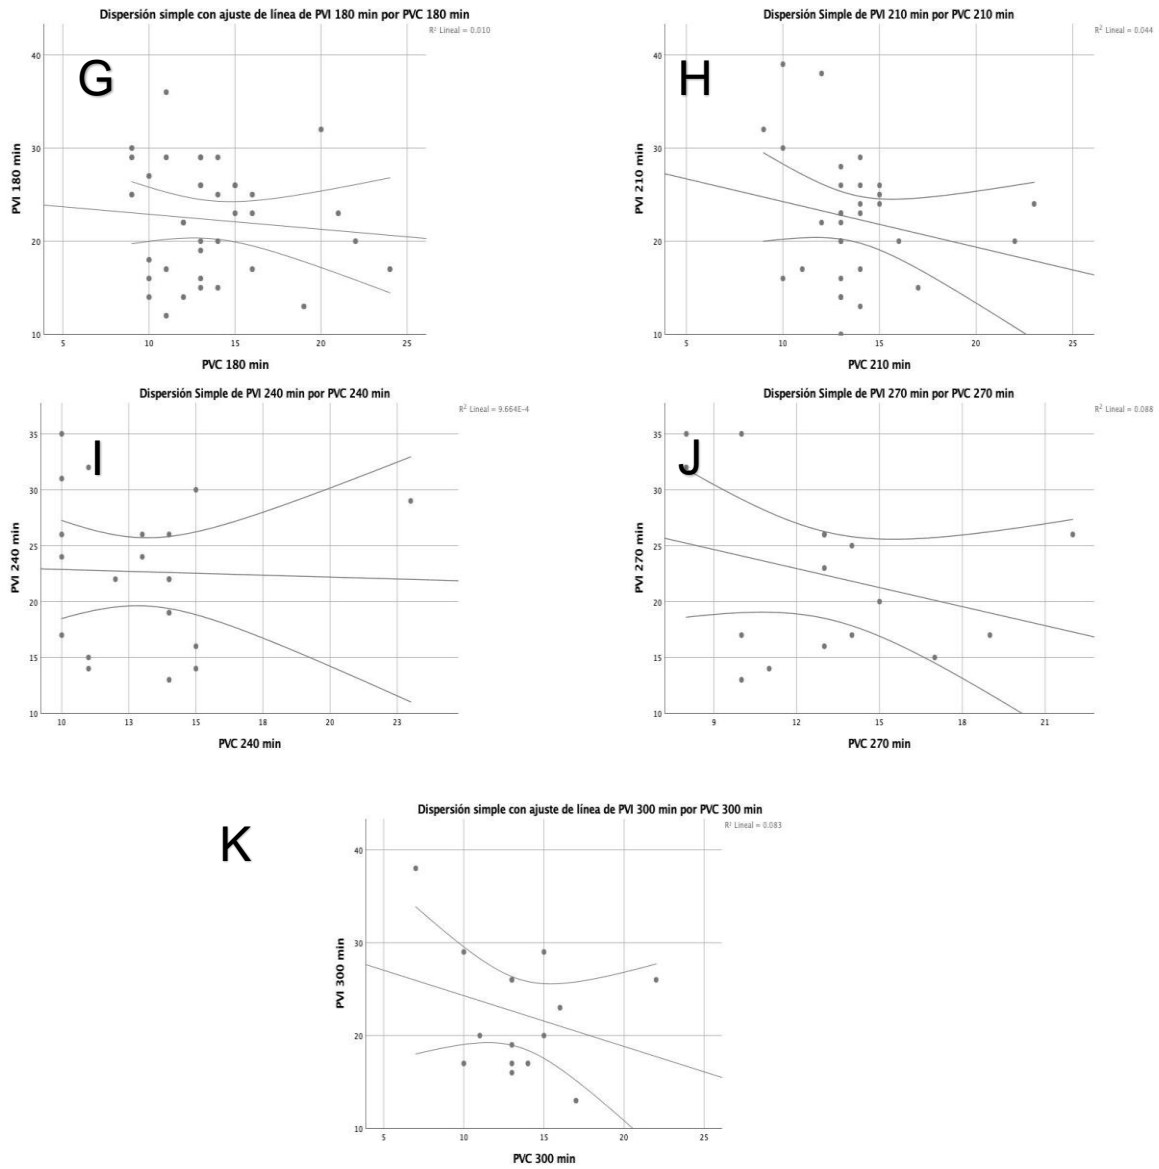 Dispersión simple con ajuste de línea de PVI 180 min por PVC 180 min
R² Lineal = 0.010
G
PVI 180 min
40
30
20
10
5
10
15
20
25
PVC 180 min
Dispersión Simple de PVI 210 min por PVC 210 min
R² Lineal = 0.044
H
PVI 210 min
40
30
20
10
5
10
15
20
25
PVC 210 min
Dispersión Simple de PVI 240 min por PVC 240 min
R² Lineal = 9.664E-4
I
PVI 240 min
35
30
25
20
15
10
10
13
15
18
20
23
PVC 240 min
Dispersión Simple de PVI 270 min por PVC 270 min
R² Lineal = 0.088
J
PVI 270 min
35
30
25
20
15
10
9
12
15
18
21
PVC 270 min
Dispersión simple con ajuste de línea de PVI 300 min por PVC 300 min
R² Lineal = 0.083
K
PVI 300 min
40
30
20
10
5
10
15
20
25
PVC 300 min